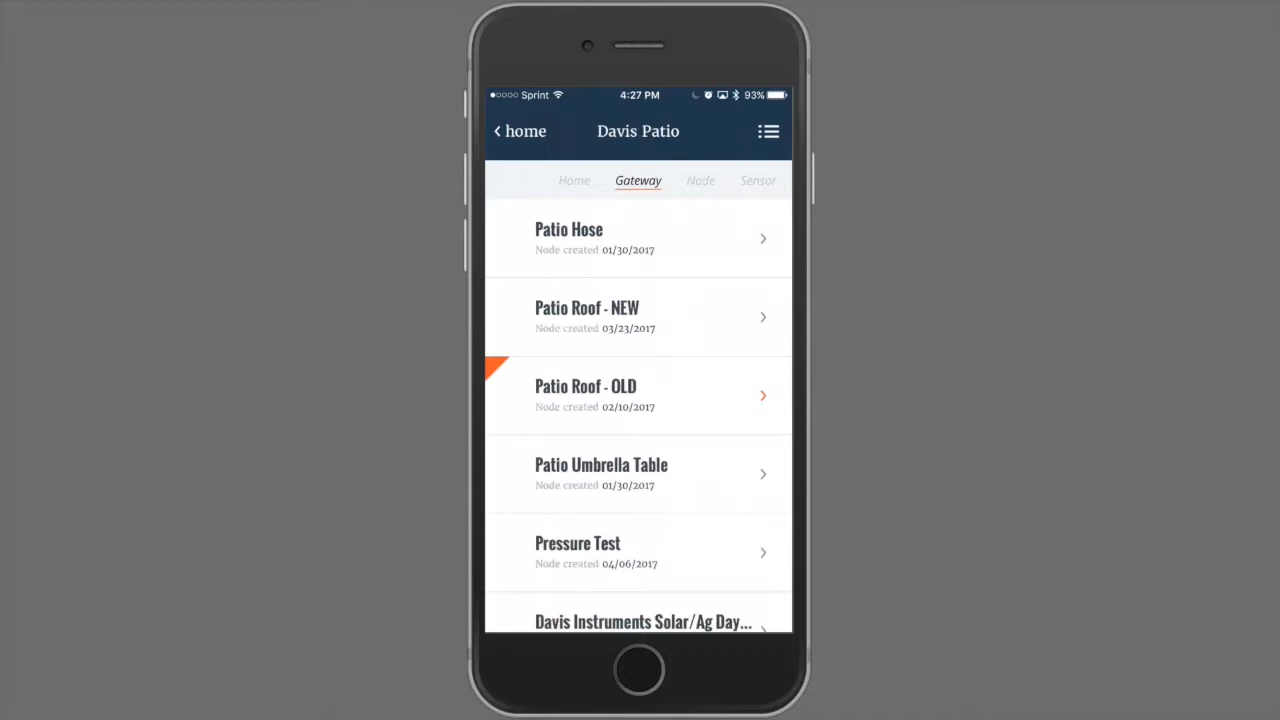 Sprint 4:27 PM 93%
home Davis Patio
Home Gateway Node Sensor
Patio Hose
Node created 01/30/2017
Patio Roof - NEW
Node created 03/23/2017
Patio Roof - OLD
Node created 02/10/2017
Patio Umbrella Table
Node created 01/30/2017
Pressure Test
Node created 04/06/2017
Davis Instruments Solar/Ag Day...